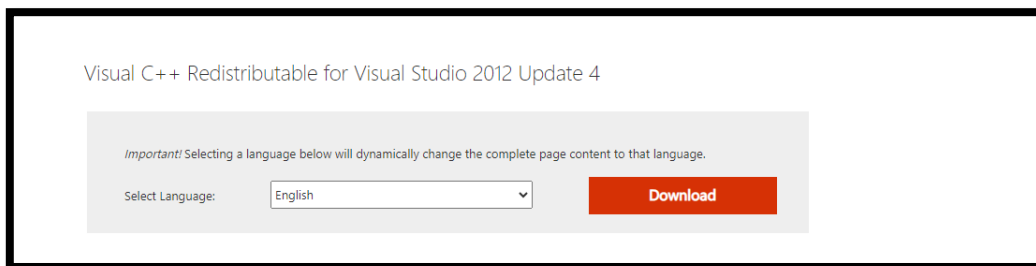 Visual C++ Redistributable for Visual Studio 2012 Update 4
Important! Selecting a language below will dynamically change the complete page content to that language.
Select Language: English Download